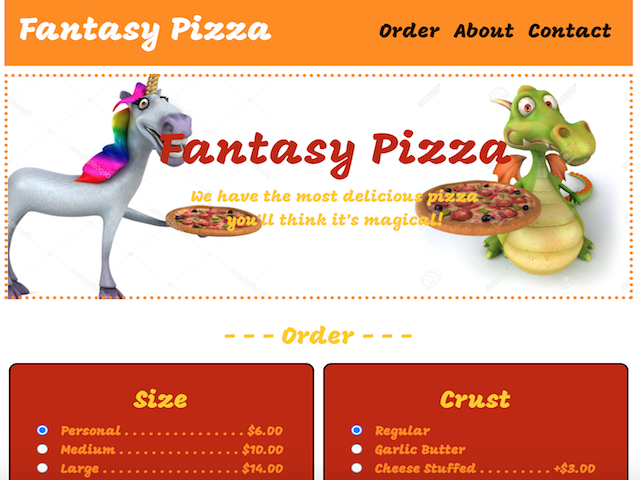 Fantasy Pizza
Order About Contact
Fantasy Pizza
We have the most delicious pizza
you'll think it's magical!
- - - Order - - -
Size
Personal . . . . . . . . . . . . . . . . $6.00
Medium . . . . . . . . . . . . . . . . $10.00
Large . . . . . . . . . . . . . . . . . . $14.00
Crust
Regular
Garlic Butter
Cheese Stuffed . . . . . . . . . +$3.00